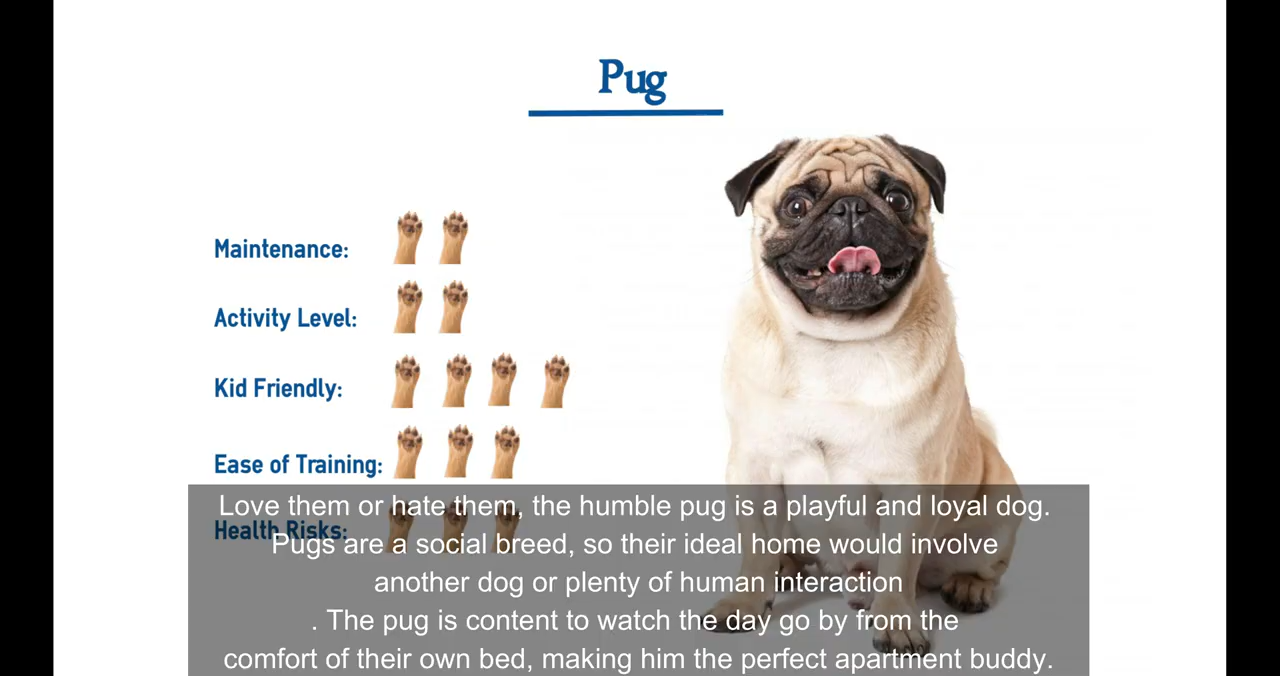 Pug
Maintenance:
Activity Level:
Kid Friendly:
Ease of Training:
Health Risks:
Love them or hate them, the humble pug is a playful and loyal dog.
Pugs are a social breed, so their ideal home would involve
another dog or plenty of human interaction
. The pug is content to watch the day go by from the
comfort of their own bed, making him the perfect apartment buddy.